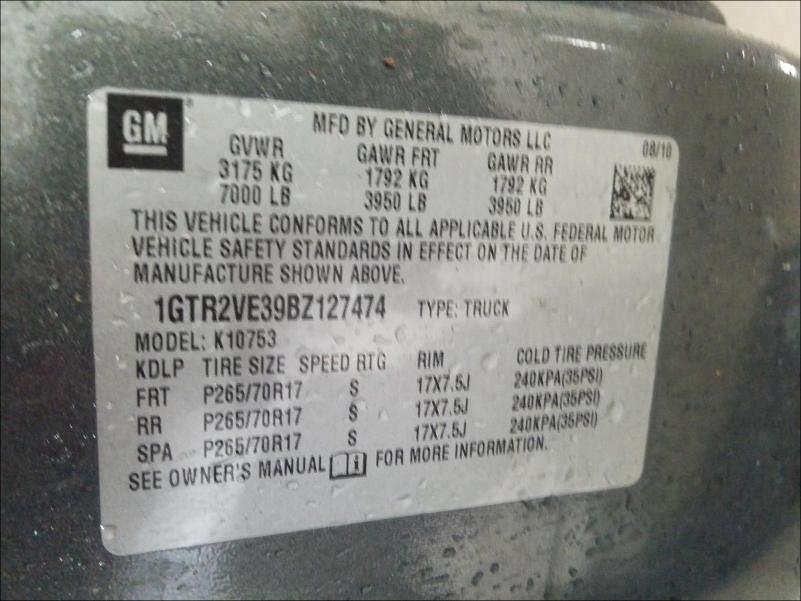 GM
MFD BY GENERAL MOTORS LLC
08/10
GVWR GAWR FRT GAWR RR
3175 KG 1792 KG 1792 KG
7000 LB 3950 LB 3950 LB
THIS VEHICLE CONFORMS TO ALL APPLICABLE U.S. FEDERAL MOTOR
VEHICLE SAFETY STANDARDS IN EFFECT ON THE DATE OF
MANUFACTURE SHOWN ABOVE.
1GTR2VE39BZ127474 TYPE: TRUCK
MODEL: K10753
KDLP TIRE SIZE SPEED RTG RIM COLD TIRE PRESSURE
FRT P265/70R17 S 17X7.5J 240KPA(35PSI)
RR P265/70R17 S 17X7.5J 240KPA(35PSI)
SPA P265/70R17 S 17X7.5J 240KPA(35PSI)
SEE OWNER'S MANUAL FOR MORE INFORMATION.